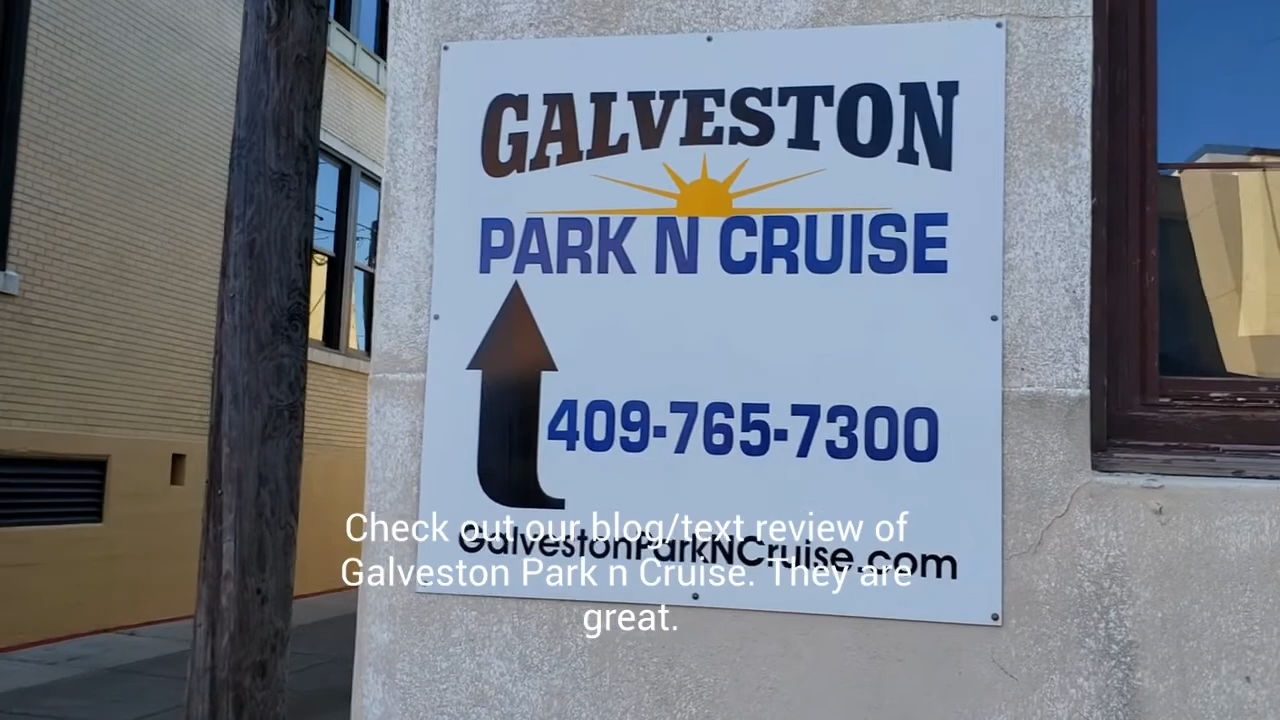 GALVESTON
PARK N CRUISE
409-765-7300
GalvestonParkNCruise.com
Check out our blog/text review of
Galveston Park n Cruise. They are
great.